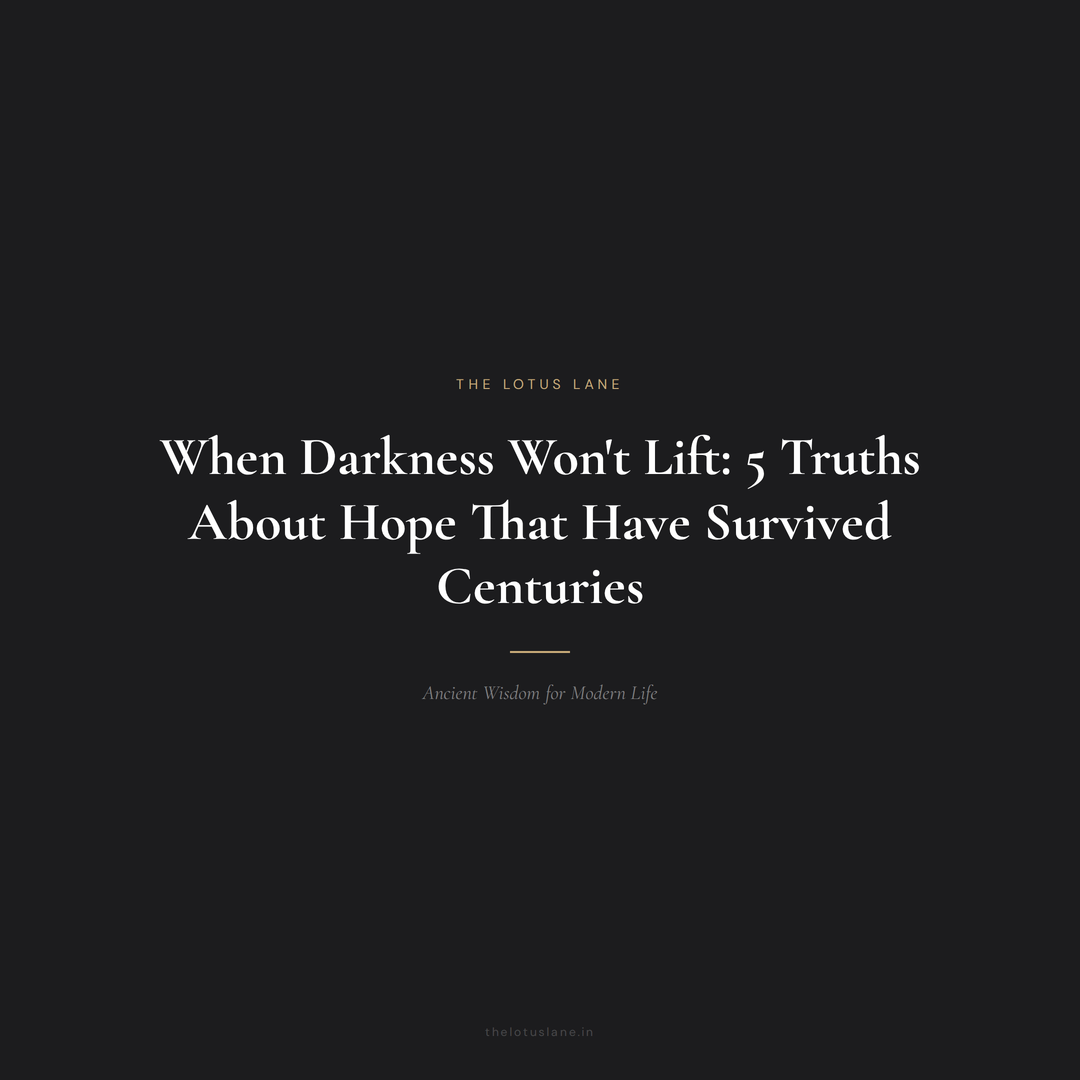 THE LOTUS LANE
When Darkness Won't Lift: 5 Truths
About Hope That Have Survived
Centuries
Ancient Wisdom for Modern Life
thelotuslane.in